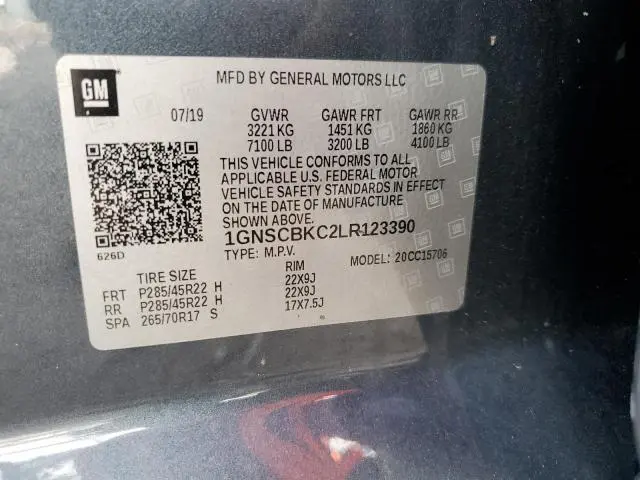 GM
MFD BY GENERAL MOTORS LLC
07/19 GVWR GAWR FRT GAWR RR
3221 KG 1451 KG 1860 KG
7100 LB 3200 LB 4100 LB
THIS VEHICLE CONFORMS TO ALL
APPLICABLE U.S. FEDERAL MOTOR
VEHICLE SAFETY STANDARDS IN EFFECT
ON THE DATE OF MANUFACTURE
SHOWN ABOVE.
1GNSCBKC2LR123390
626D TYPE: M.P.V. MODEL: 20CC15706
TIRE SIZE RIM
FRT P285/45R22 H 22X9J
RR P285/45R22 H 22X9J
SPA 265/70R17 S 17X7.5J